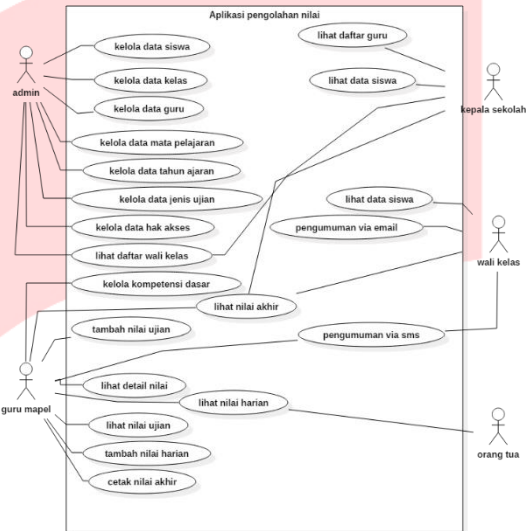 Aplikasi pengolahan nilai
lihat daftar guru
kelola data siswa
lihat data siswa
kelola data kelas
admin
kelola data guru
kepala sekolah
kelola data mata pelajaran
kelola data tahun ajaran
kelola data jenis ujian
lihat data siswa
kelola data hak akses
pengumuman via email
lihat daftar wali kelas
wali kelas
kelola kompetensi dasar
lihat nilai akhir
tambah nilai ujian
pengumuman via sms
lihat detail nilai
lihat nilai harian
guru mapel
lihat nilai ujian
tambah nilai harian
orang tua
cetak nilai akhir